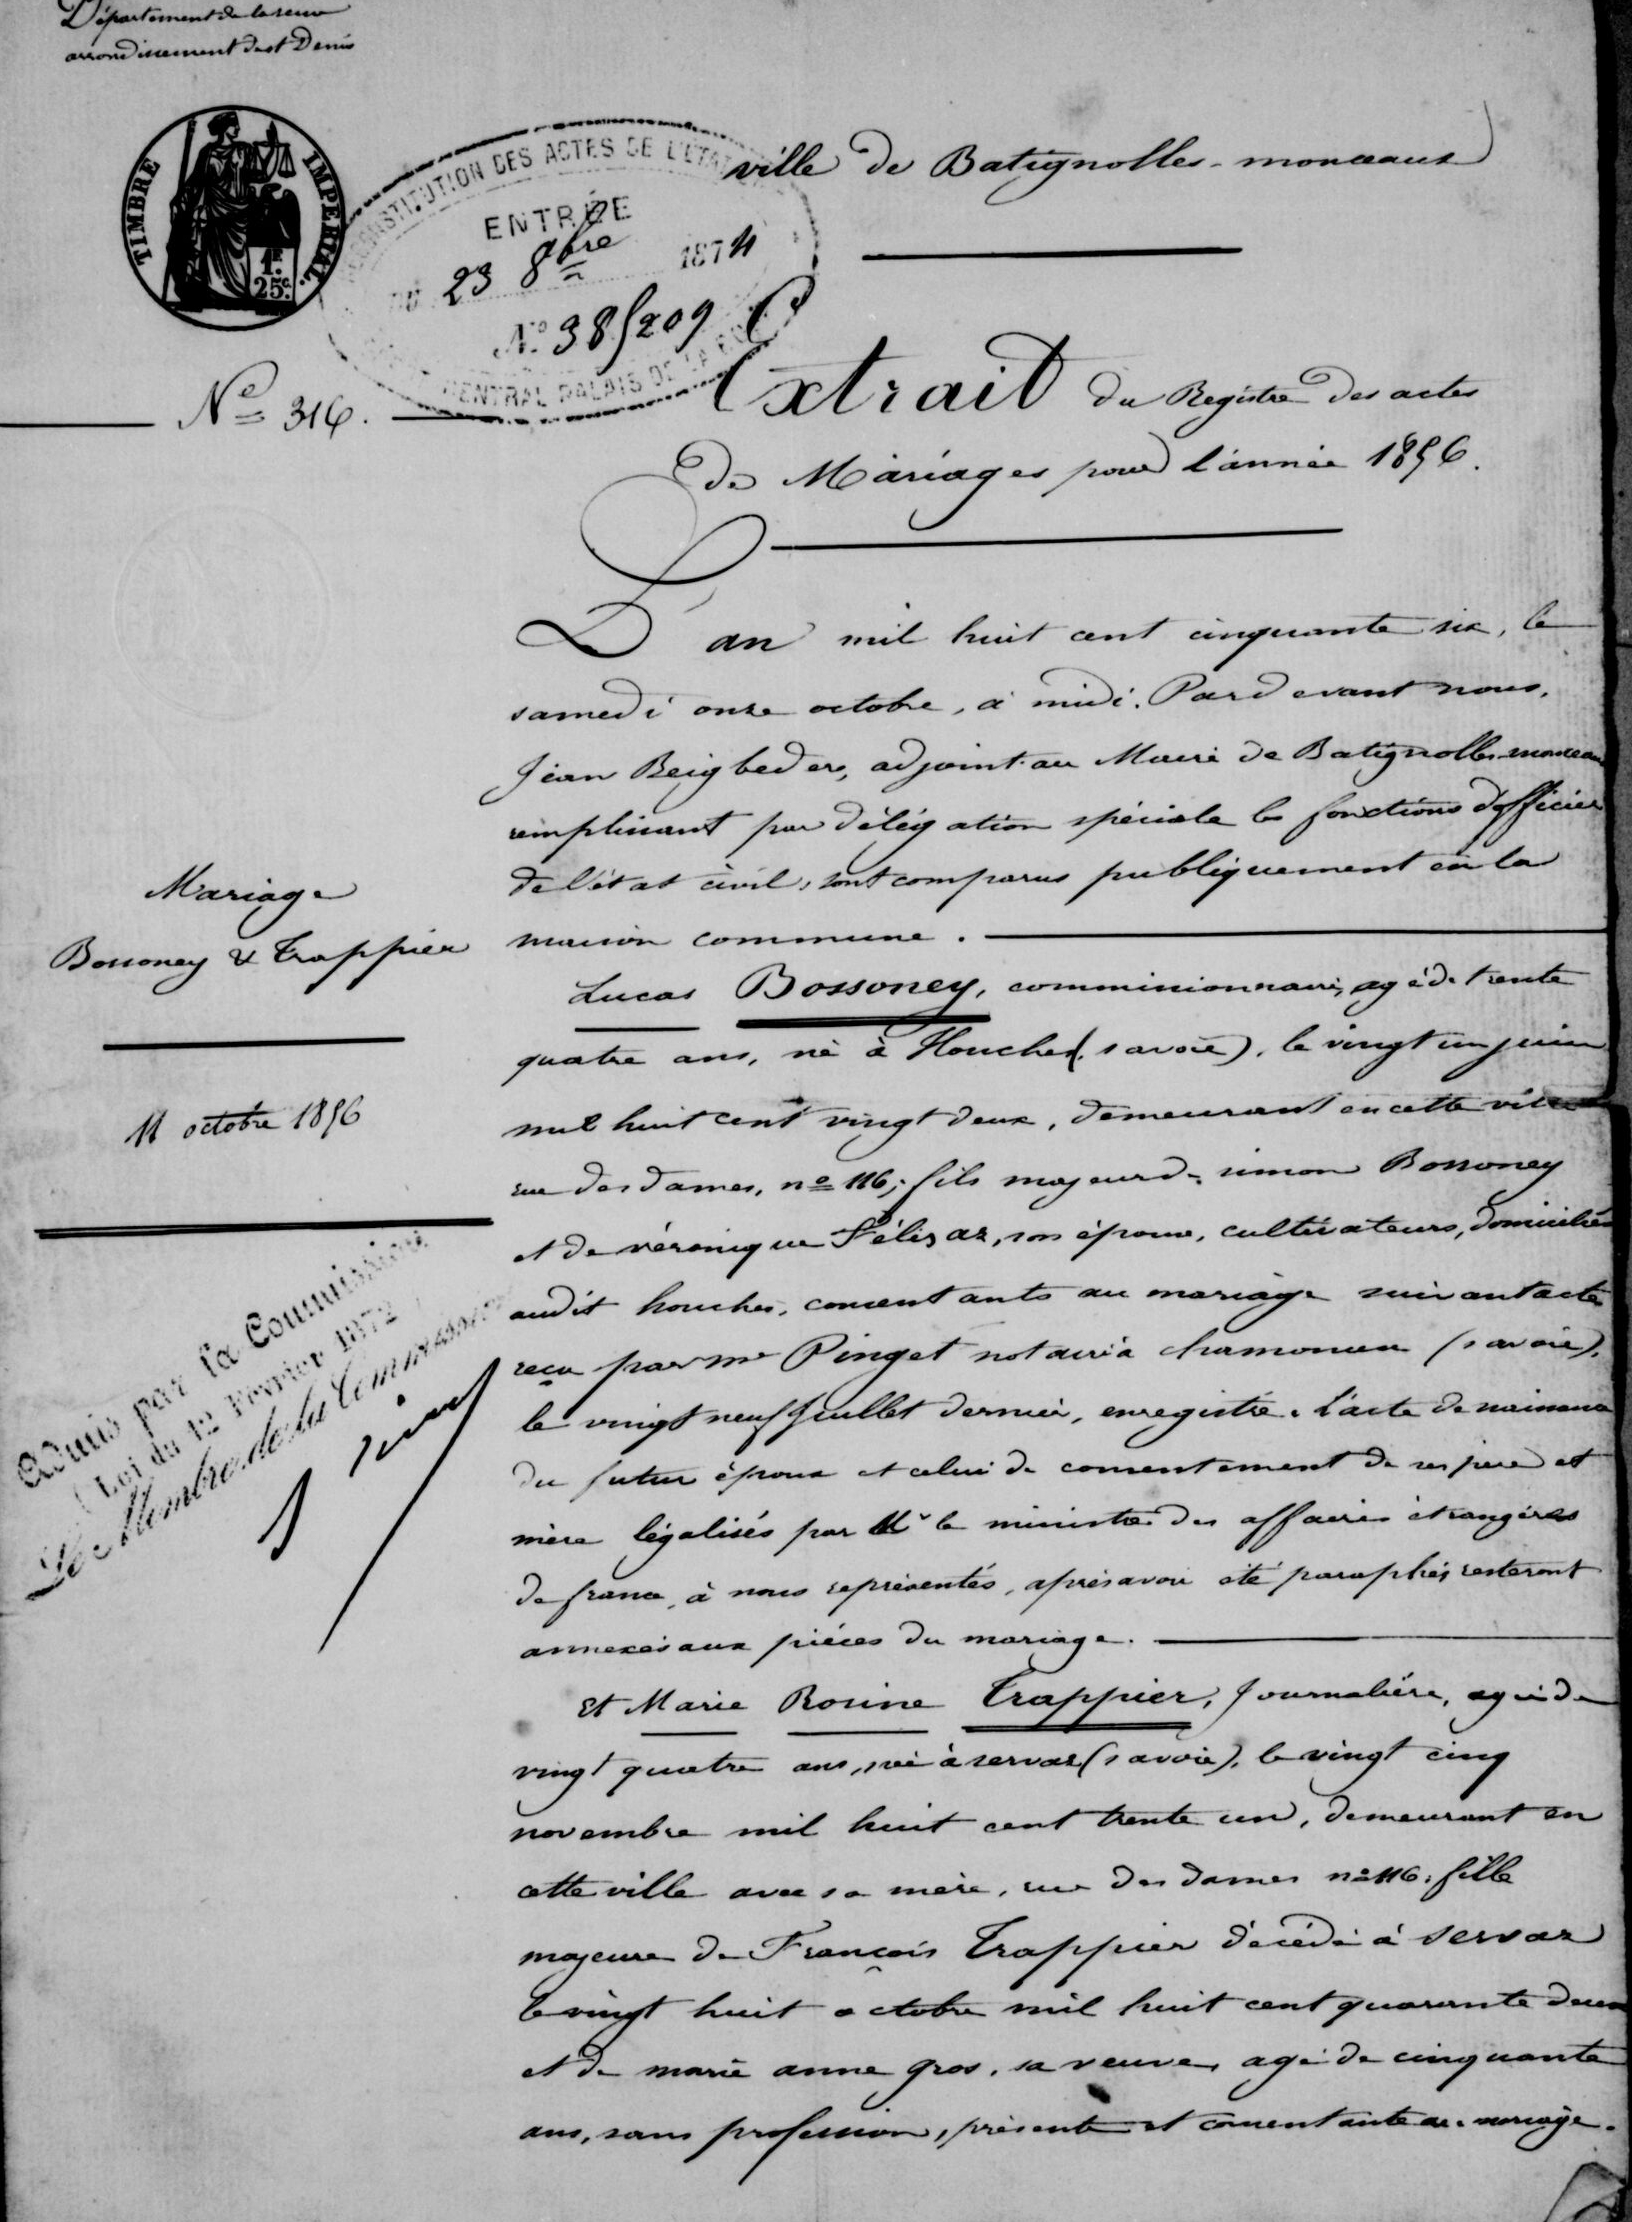 Département de la seine
arrondissement de st Denis
TIMBRE IMPERIAL
1F.
25c.
RECONSTITUTION DES ACTES DE L'ETAT
ENTRÉE
DU 23 8bre 1874
N° 38209
CENTRAL PALAIS DE LA
ville de Batignolles-monceaux
Extrait du Registre des actes
N° 316.
de Mariages pour l'année 1856.
L'an mil huit cent cinquante six, le
samedi onze octobre, à midi. Pardevant nous,
Jean Beigbeder, adjoint au Maire de Batignolles-monceaux
remplissant par délégation spéciale les fonctions d'officier
de l'état civil, sont comparus publiquement en la
maison commune.
Mariage
Bossoney & Trappier
11 octobre 1856
Lucas Bossoney, commissionnaire, agé de trente
quatre ans, né à Houches (savoie), le vingt un juin
mil huit cent vingt deux, demeurant en cette ville
rue des dames, n° 116; fils majeur de simon Bossoney
et de véronique Félisaz, son épouse, cultivateurs, domiciliés
audit houches, consentants au mariage suivant acte
reçu par me Pinget notaire à chamonien (savoie),
le vingt neuf Juillet dernier, enregistré. L'acte de naissance
du futur époux et celui de consentement de ses père et
mère légalisés par Mr le ministre des affaires étrangères
de france, à nous représentés, après avoir été paraphés, resteront
annexés aux pièces du mariage.
Admis par la Commission
(Loi du 12 Février 1872)
Le Membre de la Commission
Et Marie Rosine Trappier, Journalière, agée de
vingt quatre ans, née à servoz (savoie), le vingt cinq
novembre mil huit cent trente un, demeurant en
cette ville avec sa mère, rue des dames n° 116; fille
majeure de François Trappier décédé à Servoz
le vingt huit octobre mil huit cent quarante deux
et de marie anne gros, sa veuve, agée de cinquante
ans, sans profession, présente et consentante au mariage.